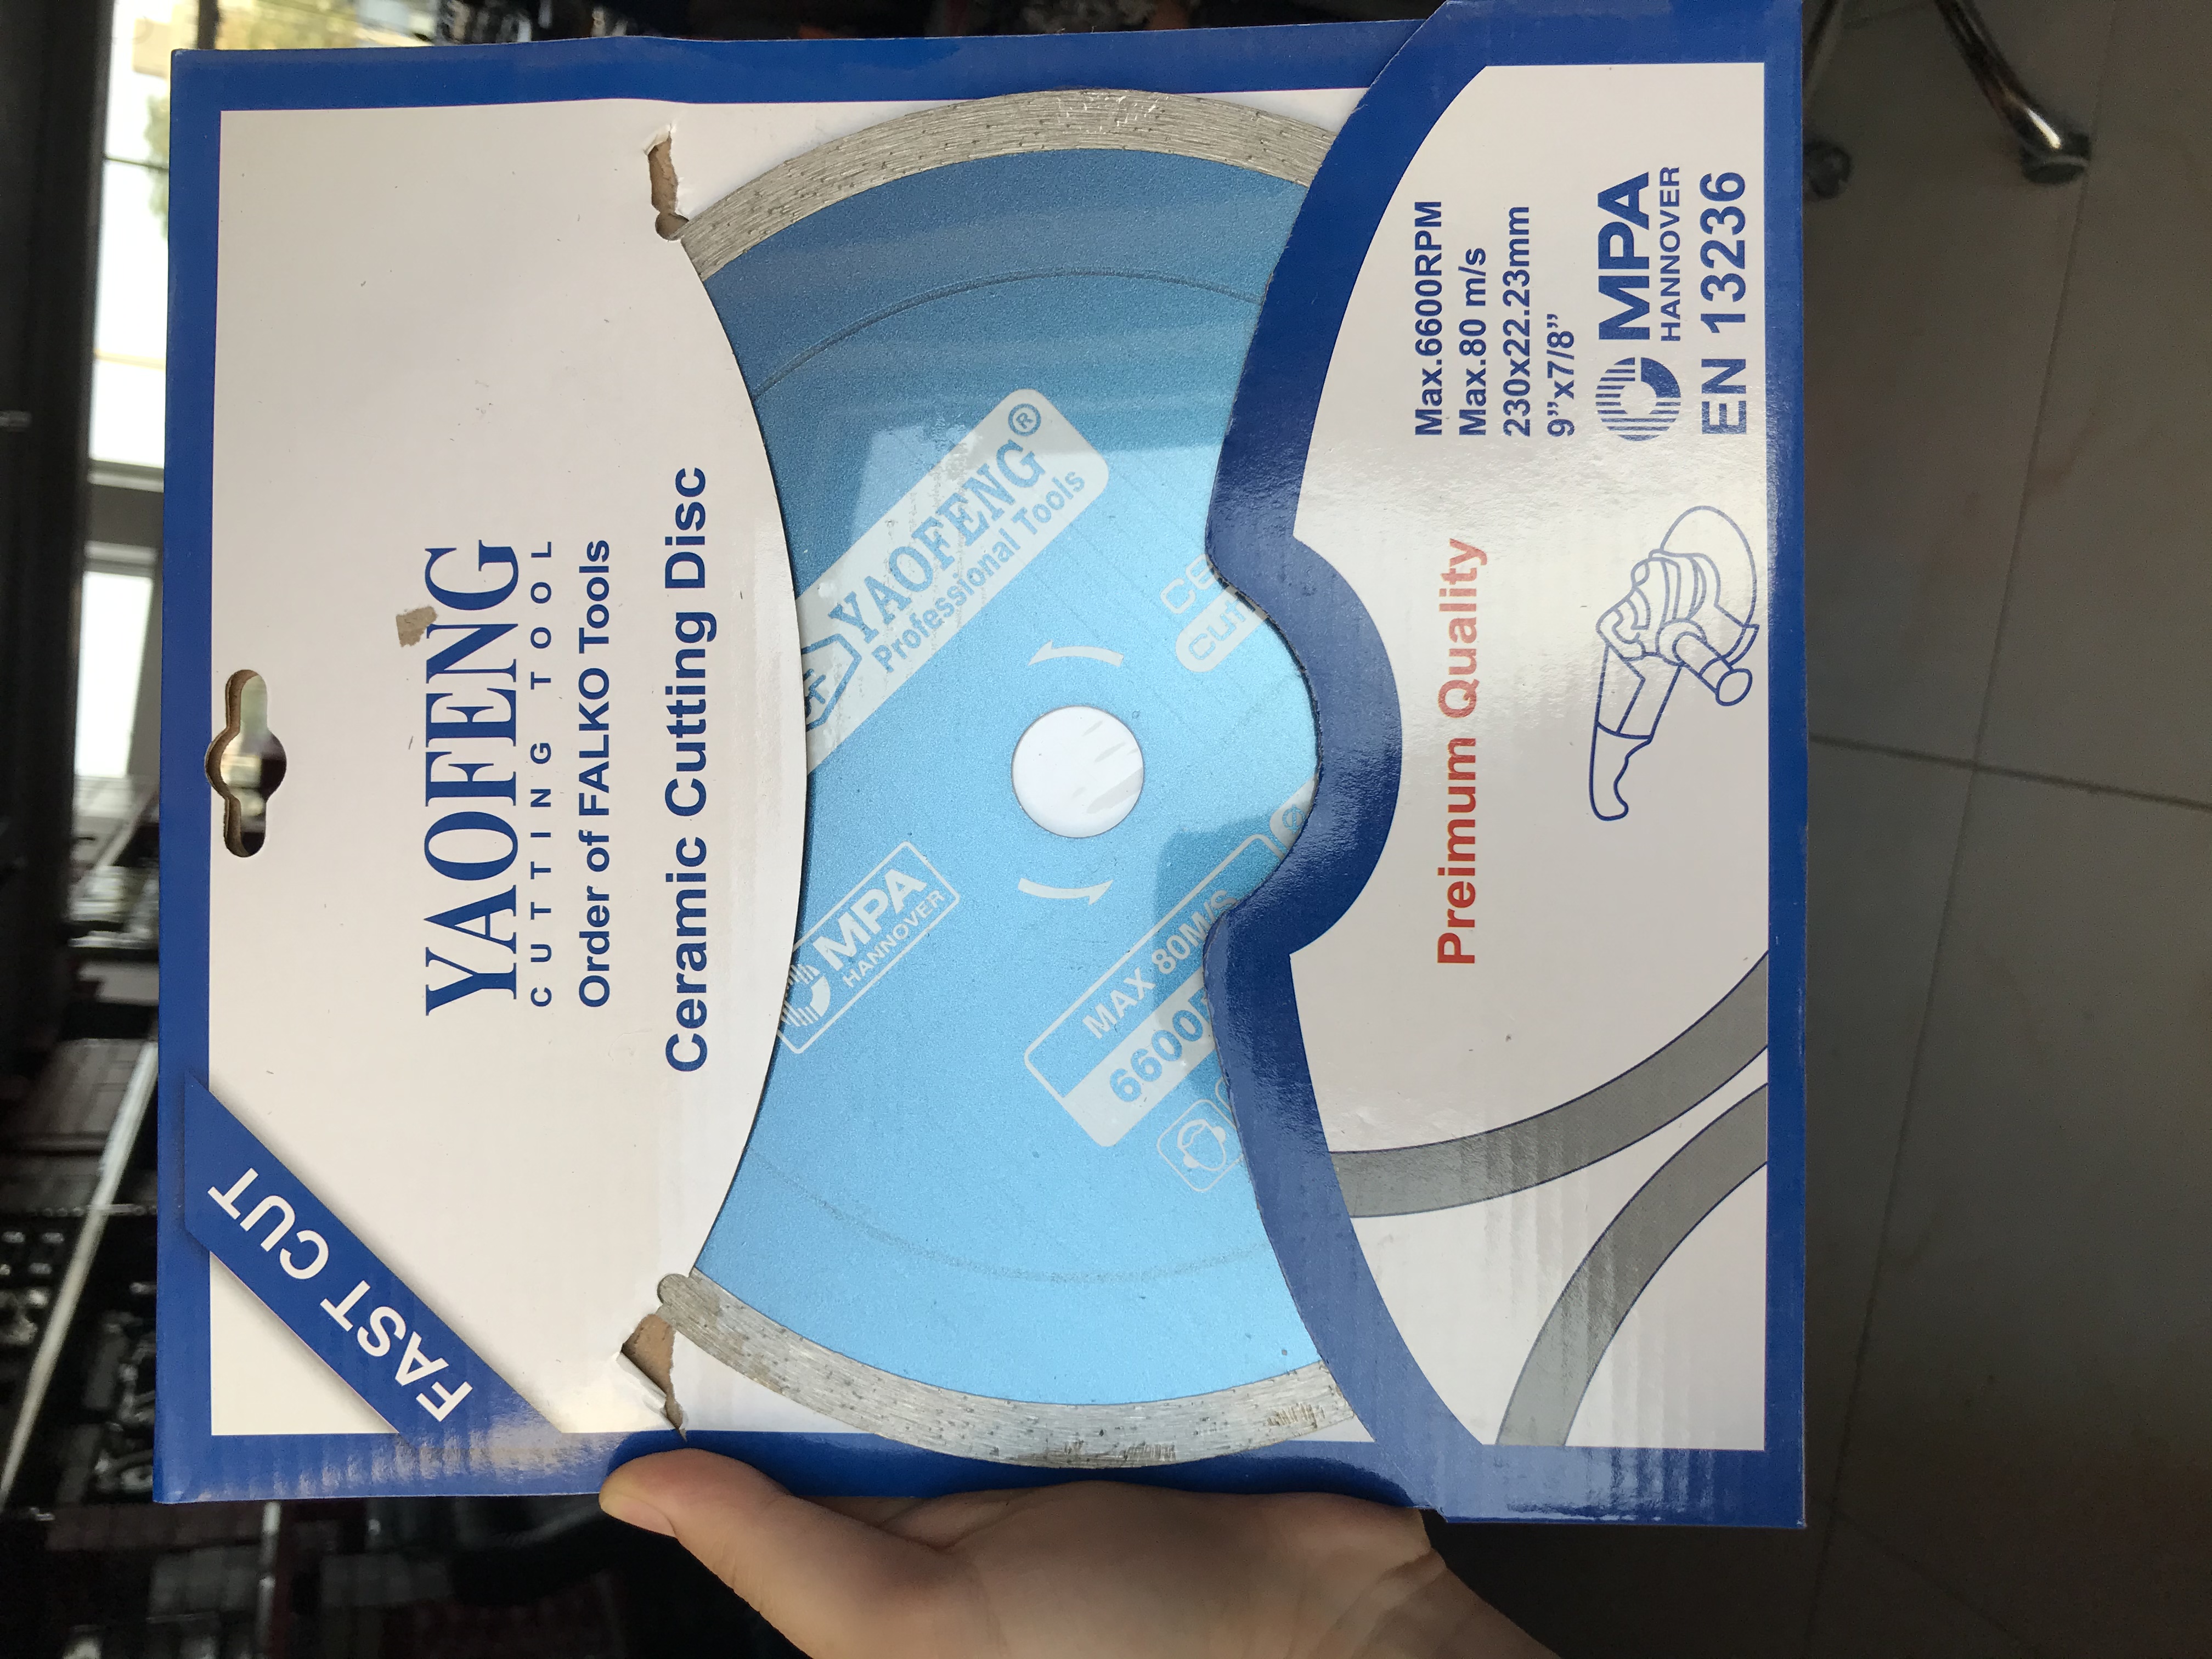 FAST CUT
YAOFENG
CUTTING TOOL
Order of FALKO Tools
Ceramic Cutting Disc
YAOFENG®
Professional Tools
MPA
HANNOVER
MAX 80M/S
Preimum Quality
Max.6600RPM
Max.80 m/s
230x22.23mm
9”x7/8”
MPA
HANNOVER
EN 13236